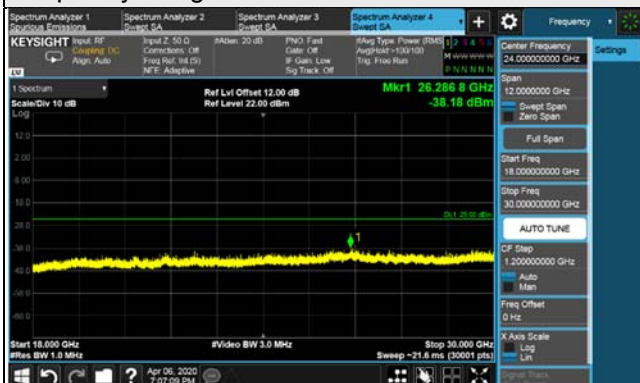 Spectrum Analyzer 1
Spurious Emissions
Spectrum Analyzer 2
Swept SA
Spectrum Analyzer 3
Swept SA
Spectrum Analyzer 4
Swept SA
Frequency
KEYSIGHT
Input: RF
Coupling: DC
Align: Auto
Input Z: 50 Ω
Corrections: Off
Freq Ref: Int (S)
NFE: Adaptive
#Atten: 20 dB
PNO: Fast
Gate: Off
IF Gain: Low
Sig Track: Off
#Avg Type: Power (RMS)
Avg|Hold:>100/100
Trig: Free Run
1 2 3 4 5 6
M W W W W W
P N N N N N
LV
1 Spectrum
Scale/Div 10 dB
Ref Lvl Offset 12.00 dB
Ref Level 22.00 dBm
Mkr1 26.286 8 GHz
-38.18 dBm
Log
12.0
2.00
-8.00
-18.0
-28.0
-38.0
-48.0
-58.0
1
Start 18.000 GHz
#Res BW 1.0 MHz
#Video BW 3.0 MHz
Stop 30.000 GHz
Sweep ~21.6 ms (30001 pts)
Center Frequency
24.000000000 GHz
Settings
Span
12.0000000 GHz
Swept Span
Zero Span
Full Span
Start Freq
18.000000000 GHz
Stop Freq
30.000000000 GHz
AUTO TUNE
CF Step
1.200000000 GHz
Auto
Man
Freq Offset
0 Hz
X Axis Scale
Log
Lin
Signal Track
Apr 06, 2020
7:07:09 PM